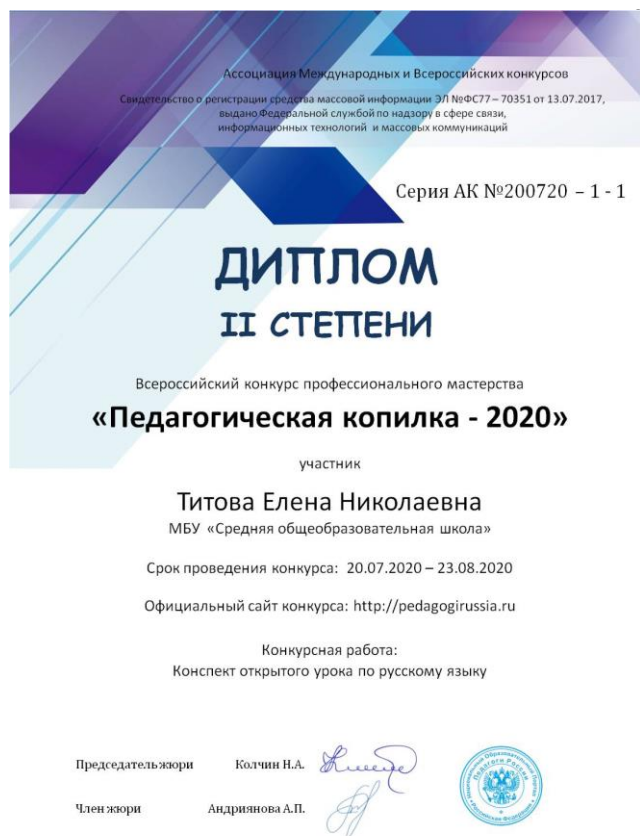 Ассоциация Международных и Всероссийских конкурсов
Свидетельство о регистрации средства массовой информации ЭЛ №ФС77 – 70351 от 13.07.2017,
выдано Федеральной службой по надзору в сфере связи,
информационных технологий и массовых коммуникаций
Серия АК №200720 – 1 - 1
ДИПЛОМ
II СТЕПЕНИ
Всероссийский конкурс профессионального мастерства
«Педагогическая копилка - 2020»
участник
Титова Елена Николаевна
МБУ «Средняя общеобразовательная школа»
Срок проведения конкурса: 20.07.2020 – 23.08.2020
Официальный сайт конкурса: http://pedagogirussia.ru
Конкурсная работа:
Конспект открытого урока по русскому языку
Председатель жюри Колчин Н.А.
Член жюри Андриянова А.П.
Педагоги России